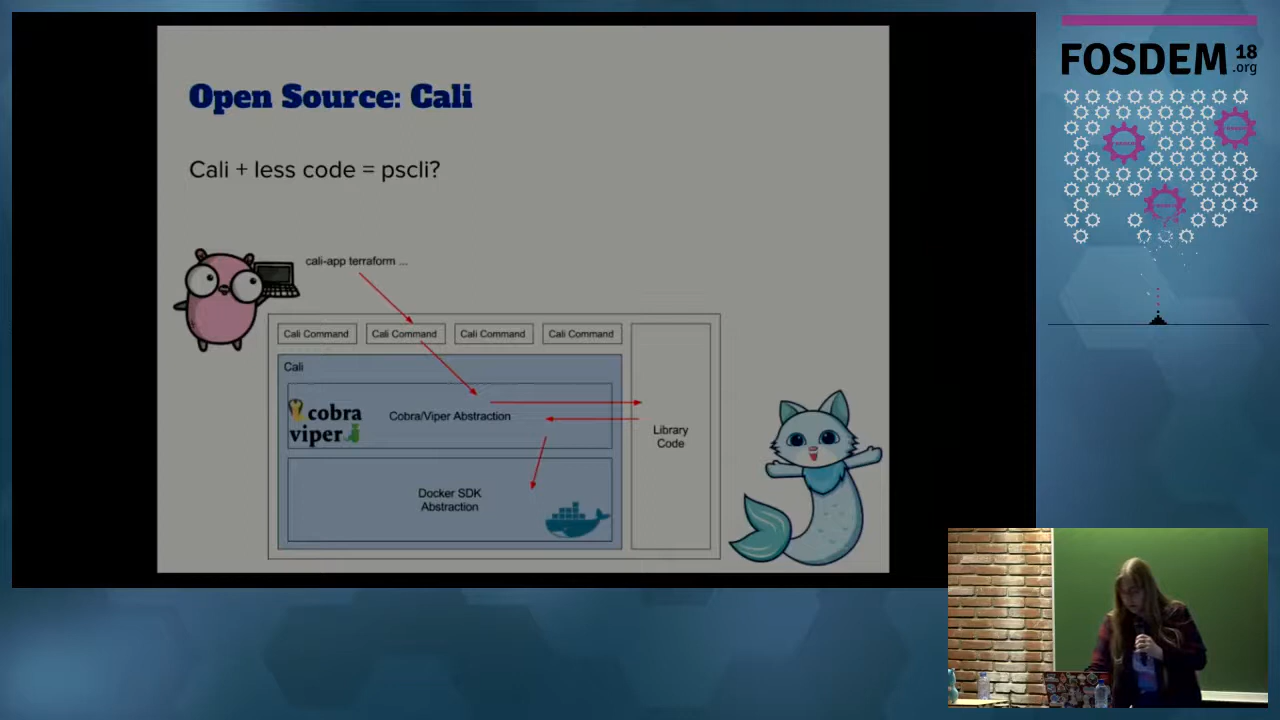 Open Source: Cali
Cali + less code = pscli?
cali-app terraform ...
Cali Command
Cali Command
Cali Command
Cali Command
Cali
cobra
viper
Cobra/Viper Abstraction
Library
Code
Docker SDK
Abstraction
FOSDEM 18
.org